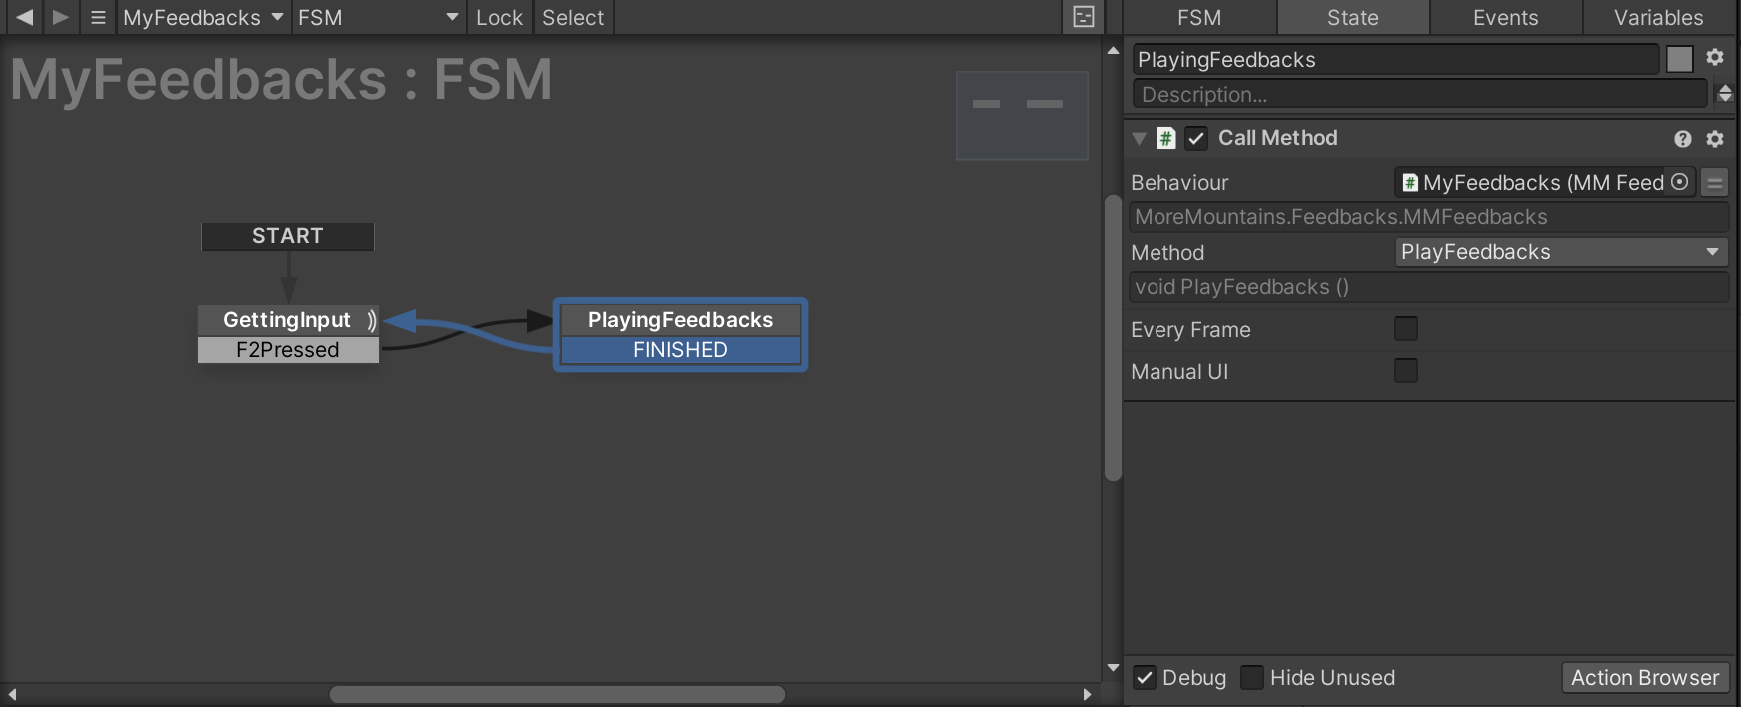 MyFeedbacks FSM Lock Select
MyFeedbacks : FSM
START
GettingInput
F2Pressed
PlayingFeedbacks
FINISHED
FSM State Events Variables
PlayingFeedbacks
Description...
# Call Method
Behaviour # MyFeedbacks (MM Feed
MoreMountains.Feedbacks.MMFeedbacks
Method PlayFeedbacks
void PlayFeedbacks ()
Every Frame
Manual UI
Debug Hide Unused Action Browser